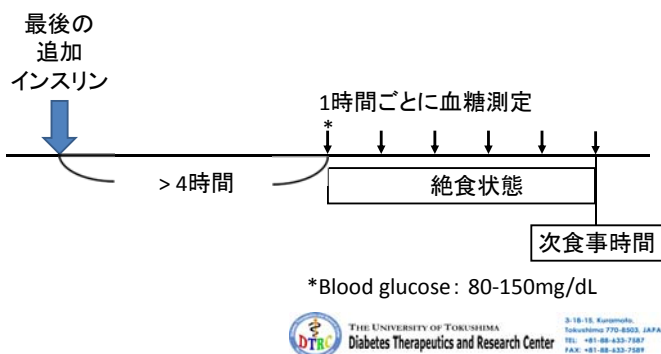 最後の
追加
インスリン
1時間ごとに血糖測定
*
> 4時間
絶食状態
次食事時間
*Blood glucose: 80-150mg/dL
DTRC
THE UNIVERSITY OF TOKUSHIMA
Diabetes Therapeutics and Research Center
3-18-15, Kuramoto,
Tokushima 770-8503, JAPA
TEL: +81-88-633-7587
FAX: +81-88-633-7589